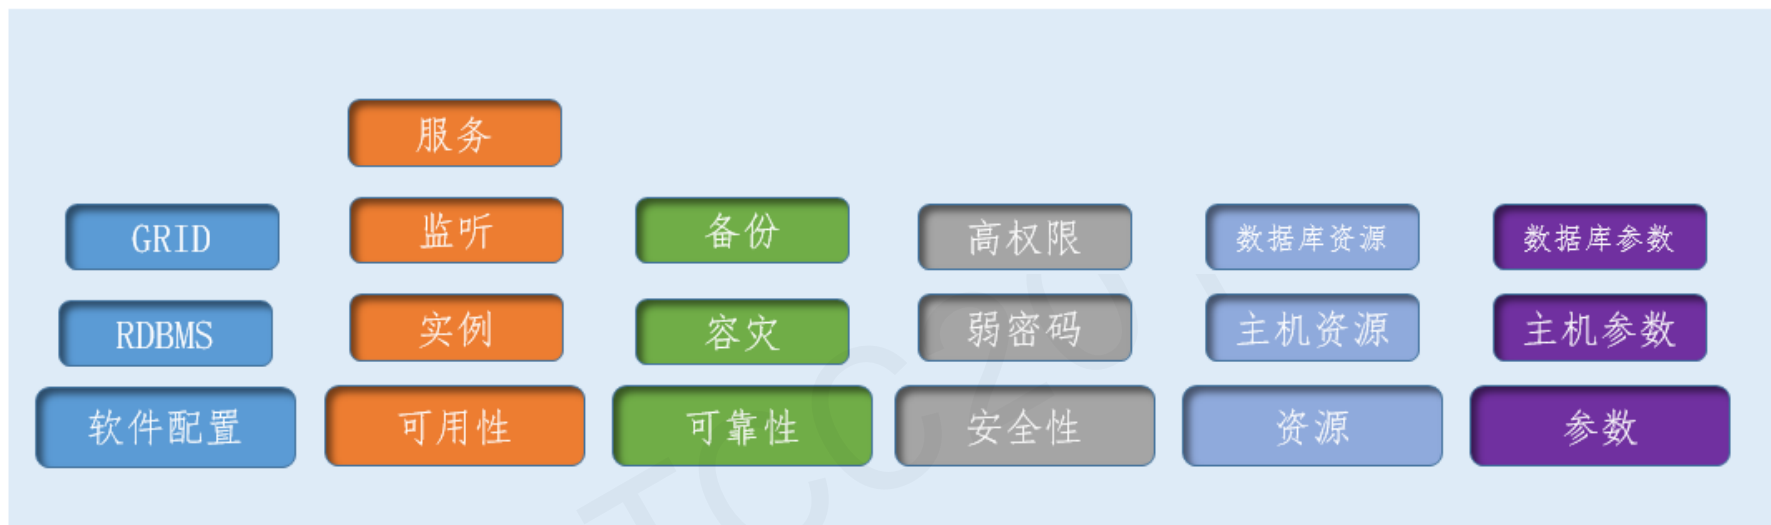 服务
GRID
监听
备份
高权限
数据库资源
数据库参数
RDBMS
实例
容灾
弱密码
主机资源
主机参数
软件配置
可用性
可靠性
安全性
资源
参数